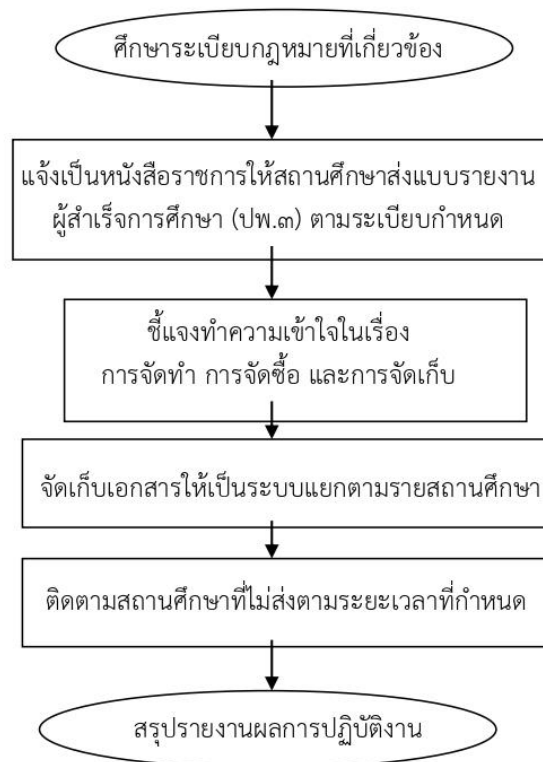 ศึกษาระเบียบกฎหมายที่เกี่ยวข้อง
แจ้งเป็นหนังสือราชการให้สถานศึกษาส่งแบบรายงาน
ผู้สำเร็จการศึกษา (ปพ.๓) ตามระเบียบกำหนด
ชี้แจงทำความเข้าใจในเรื่อง
การจัดทำ การจัดซื้อ และการจัดเก็บ
จัดเก็บเอกสารให้เป็นระบบแยกตามรายสถานศึกษา
ติดตามสถานศึกษาที่ไม่ส่งตามระยะเวลาที่กำหนด
สรุปรายงานผลการปฏิบัติงาน